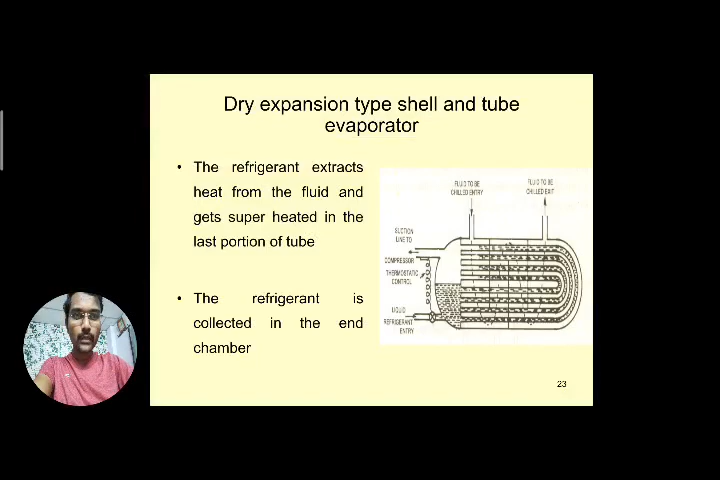 Dry expansion type shell and tube
evaporator
• The refrigerant extracts
heat from the fluid and
gets super heated in the
last portion of tube
• The refrigerant is
collected in the end
chamber
FLUID TO BE
CHILLED ENTRY
FLUID TO BE
CHILLED EXIT
SUCTION
LINE TO
COMPRESSOR
THERMOSTATIC
CONTROL
LIQUID
REFRIGERANT
ENTRY
23